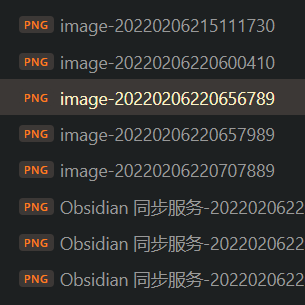 PNG image-20220206215111730
PNG image-20220206220600410
PNG image-20220206220656789
PNG image-20220206220657989
PNG image-20220206220707889
PNG Obsidian 同步服务-2022020622
PNG Obsidian 同步服务-2022020622
PNG Obsidian 同步服务-2022020622